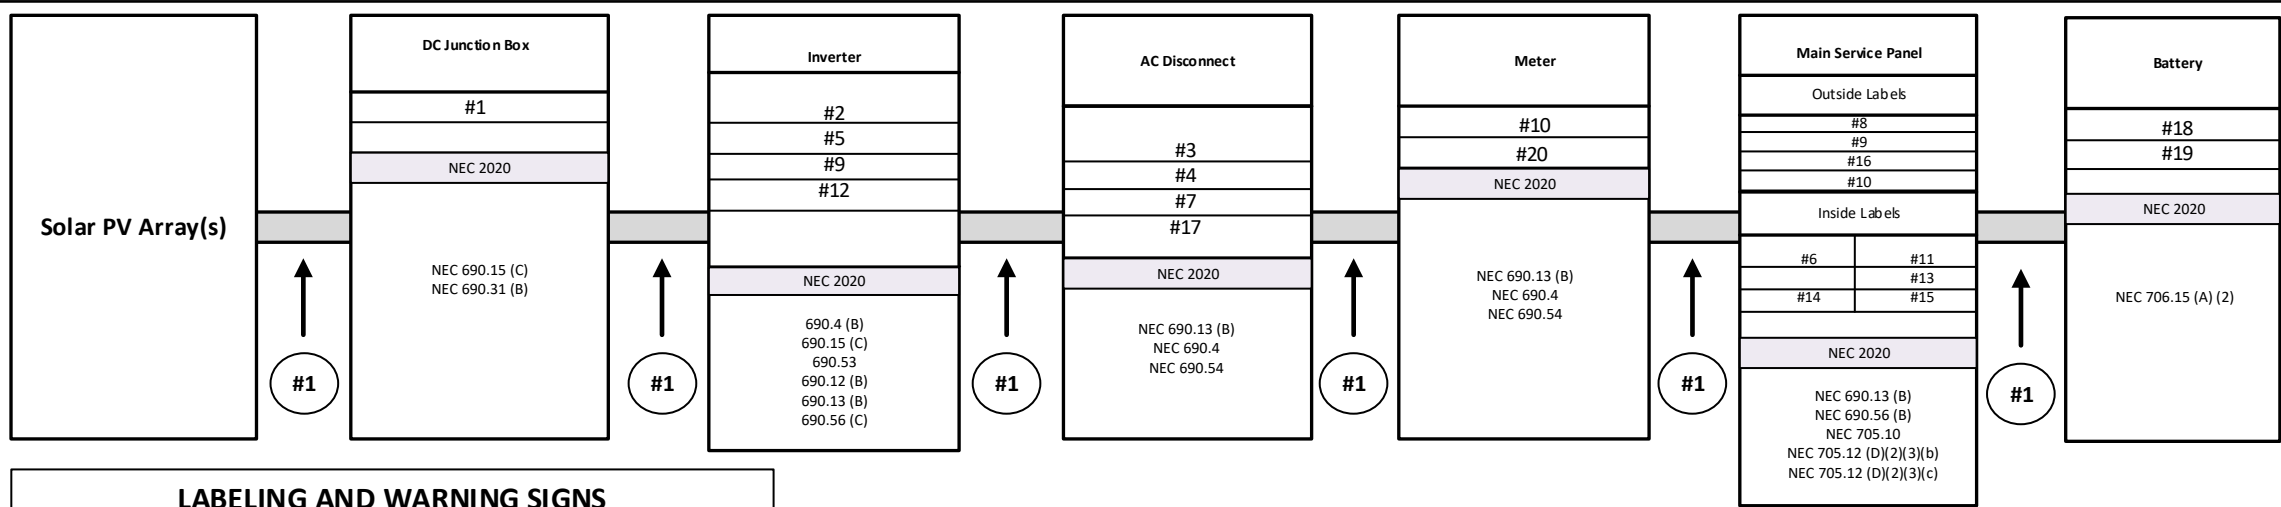 Solar PV Array(s)
#1
DC Junction Box
#1
NEC 2020
NEC 690.15 (C)
NEC 690.31 (B)
#1
Inverter
#2
#5
#9
#12
NEC 2020
690.4 (B)
690.15 (C)
690.53
690.12 (B)
690.13 (B)
690.56 (C)
#1
AC Disconnect
#3
#4
#7
#17
NEC 2020
NEC 690.13 (B)
NEC 690.4
NEC 690.54
#1
Meter
#10
#20
NEC 2020
NEC 690.13 (B)
NEC 690.4
NEC 690.54
#1
Main Service Panel
Outside Labels
#8
#9
#16
#10
Inside Labels
#6 #11
#13
#14 #15
NEC 2020
NEC 690.13 (B)
NEC 690.56 (B)
NEC 705.10
NEC 705.12 (D)(2)(3)(b)
NEC 705.12 (D)(2)(3)(c)
#1
Battery
#18
#19
NEC 2020
NEC 706.15 (A) (2)
LABELING AND WARNING SIGNS